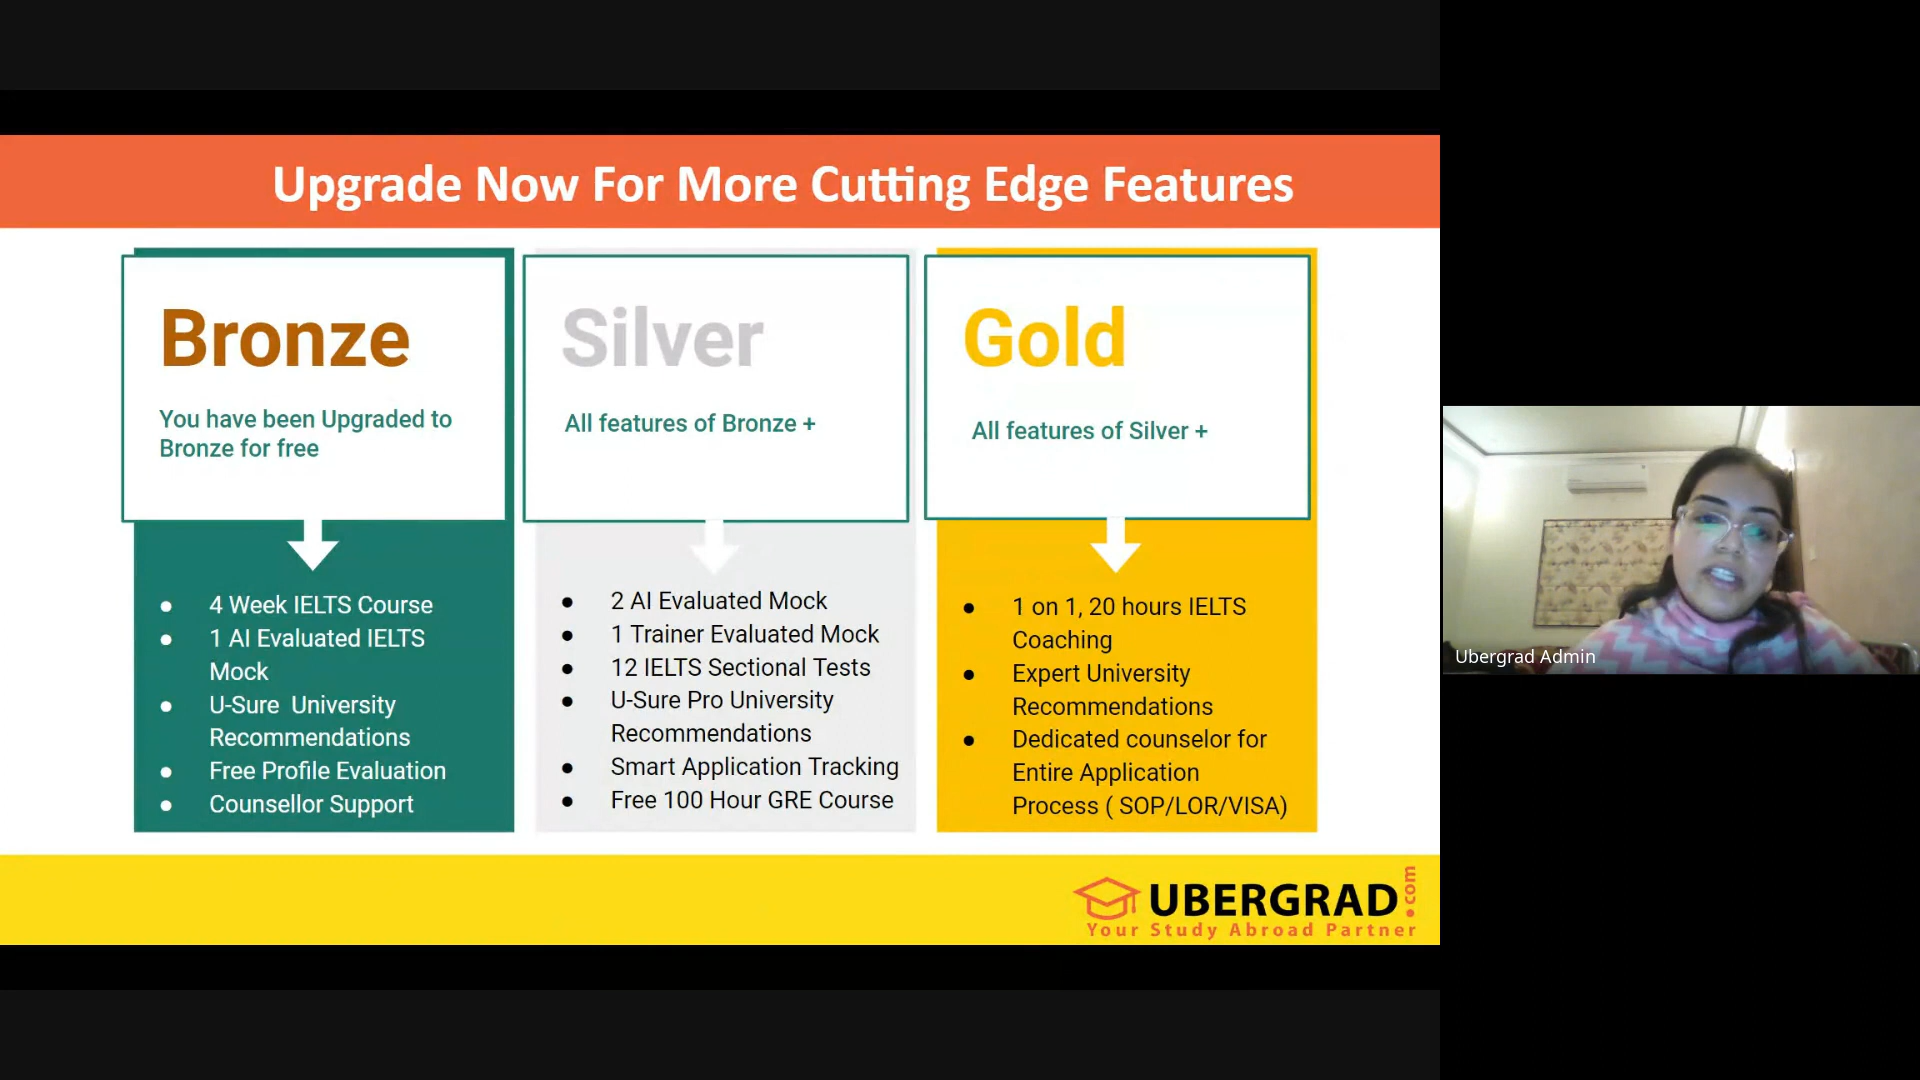 Upgrade Now For More Cutting Edge Features
Bronze
You have been Upgraded to
Bronze for free
● 4 Week IELTS Course
● 1 AI Evaluated IELTS
Mock
● U-Sure University
Recommendations
● Free Profile Evaluation
● Counsellor Support
Silver
All features of Bronze +
● 2 AI Evaluated Mock
● 1 Trainer Evaluated Mock
● 12 IELTS Sectional Tests
● U-Sure Pro University
Recommendations
● Smart Application Tracking
● Free 100 Hour GRE Course
Gold
All features of Silver +
● 1 on 1, 20 hours IELTS
Coaching
● Expert University
Recommendations
● Dedicated counselor for
Entire Application
Process ( SOP/LOR/VISA)
UBERGRAD.com
Your Study Abroad Partner
Ubergrad Admin